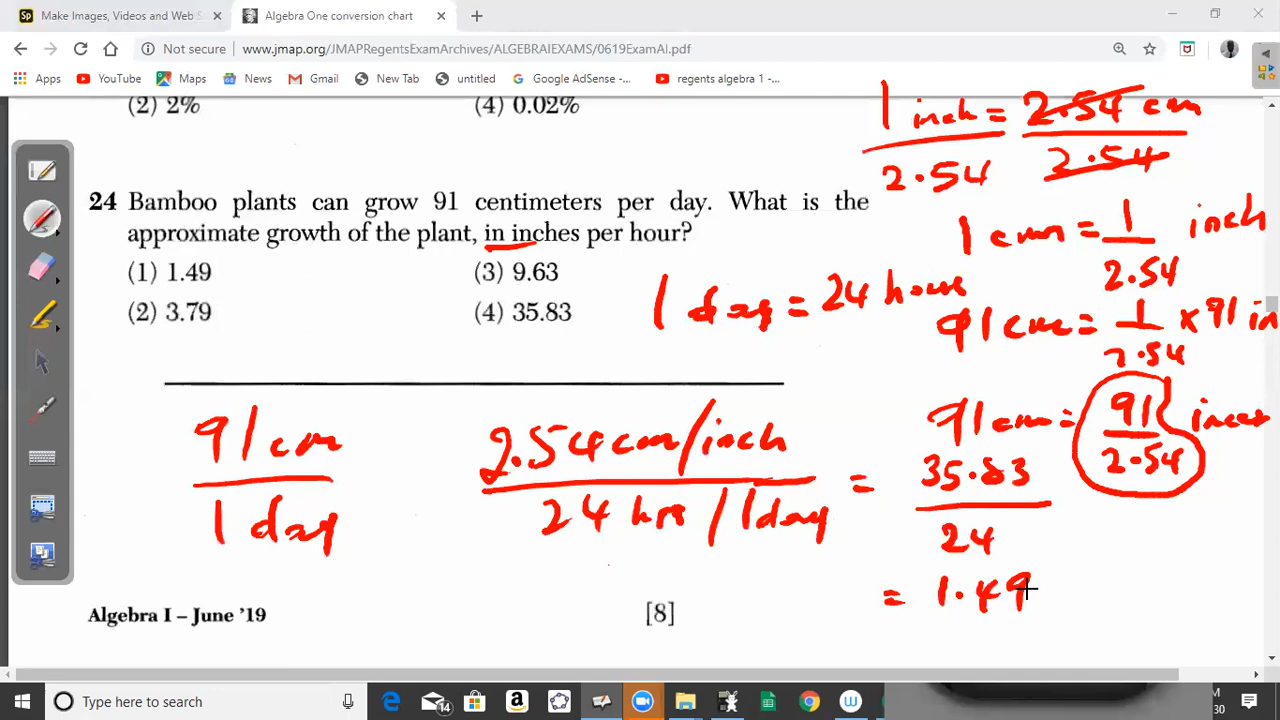 Make Images, Videos and Web S
Algebra One conversion chart
Not secure
www.jmap.org/JMAPRegentsExamArchives/ALGEBRAIEXAMS/0619ExamAI.pdf
Apps YouTube Maps News Gmail New Tab untitled Google AdSense -... regents algebra 1 -...
(2) 2% (4) 0.02%
1 inch = 2.54 cm
2.54 2.54
24 Bamboo plants can grow 91 centimeters per day. What is the
approximate growth of the plant, in inches per hour?
(1) 1.49 (3) 9.63
(2) 3.79 (4) 35.83
1 cm = 1 inch
2.54
1 day = 24 hours
91 cm = 1 x 91 in
2.54
91 cm = 91
2.54
91 cm
1 day
2.54 cm/inch
24 hrs/1day
= 35.83
24
= 1.49
Algebra I – June '19 [8]
Type here to search
14
M
30